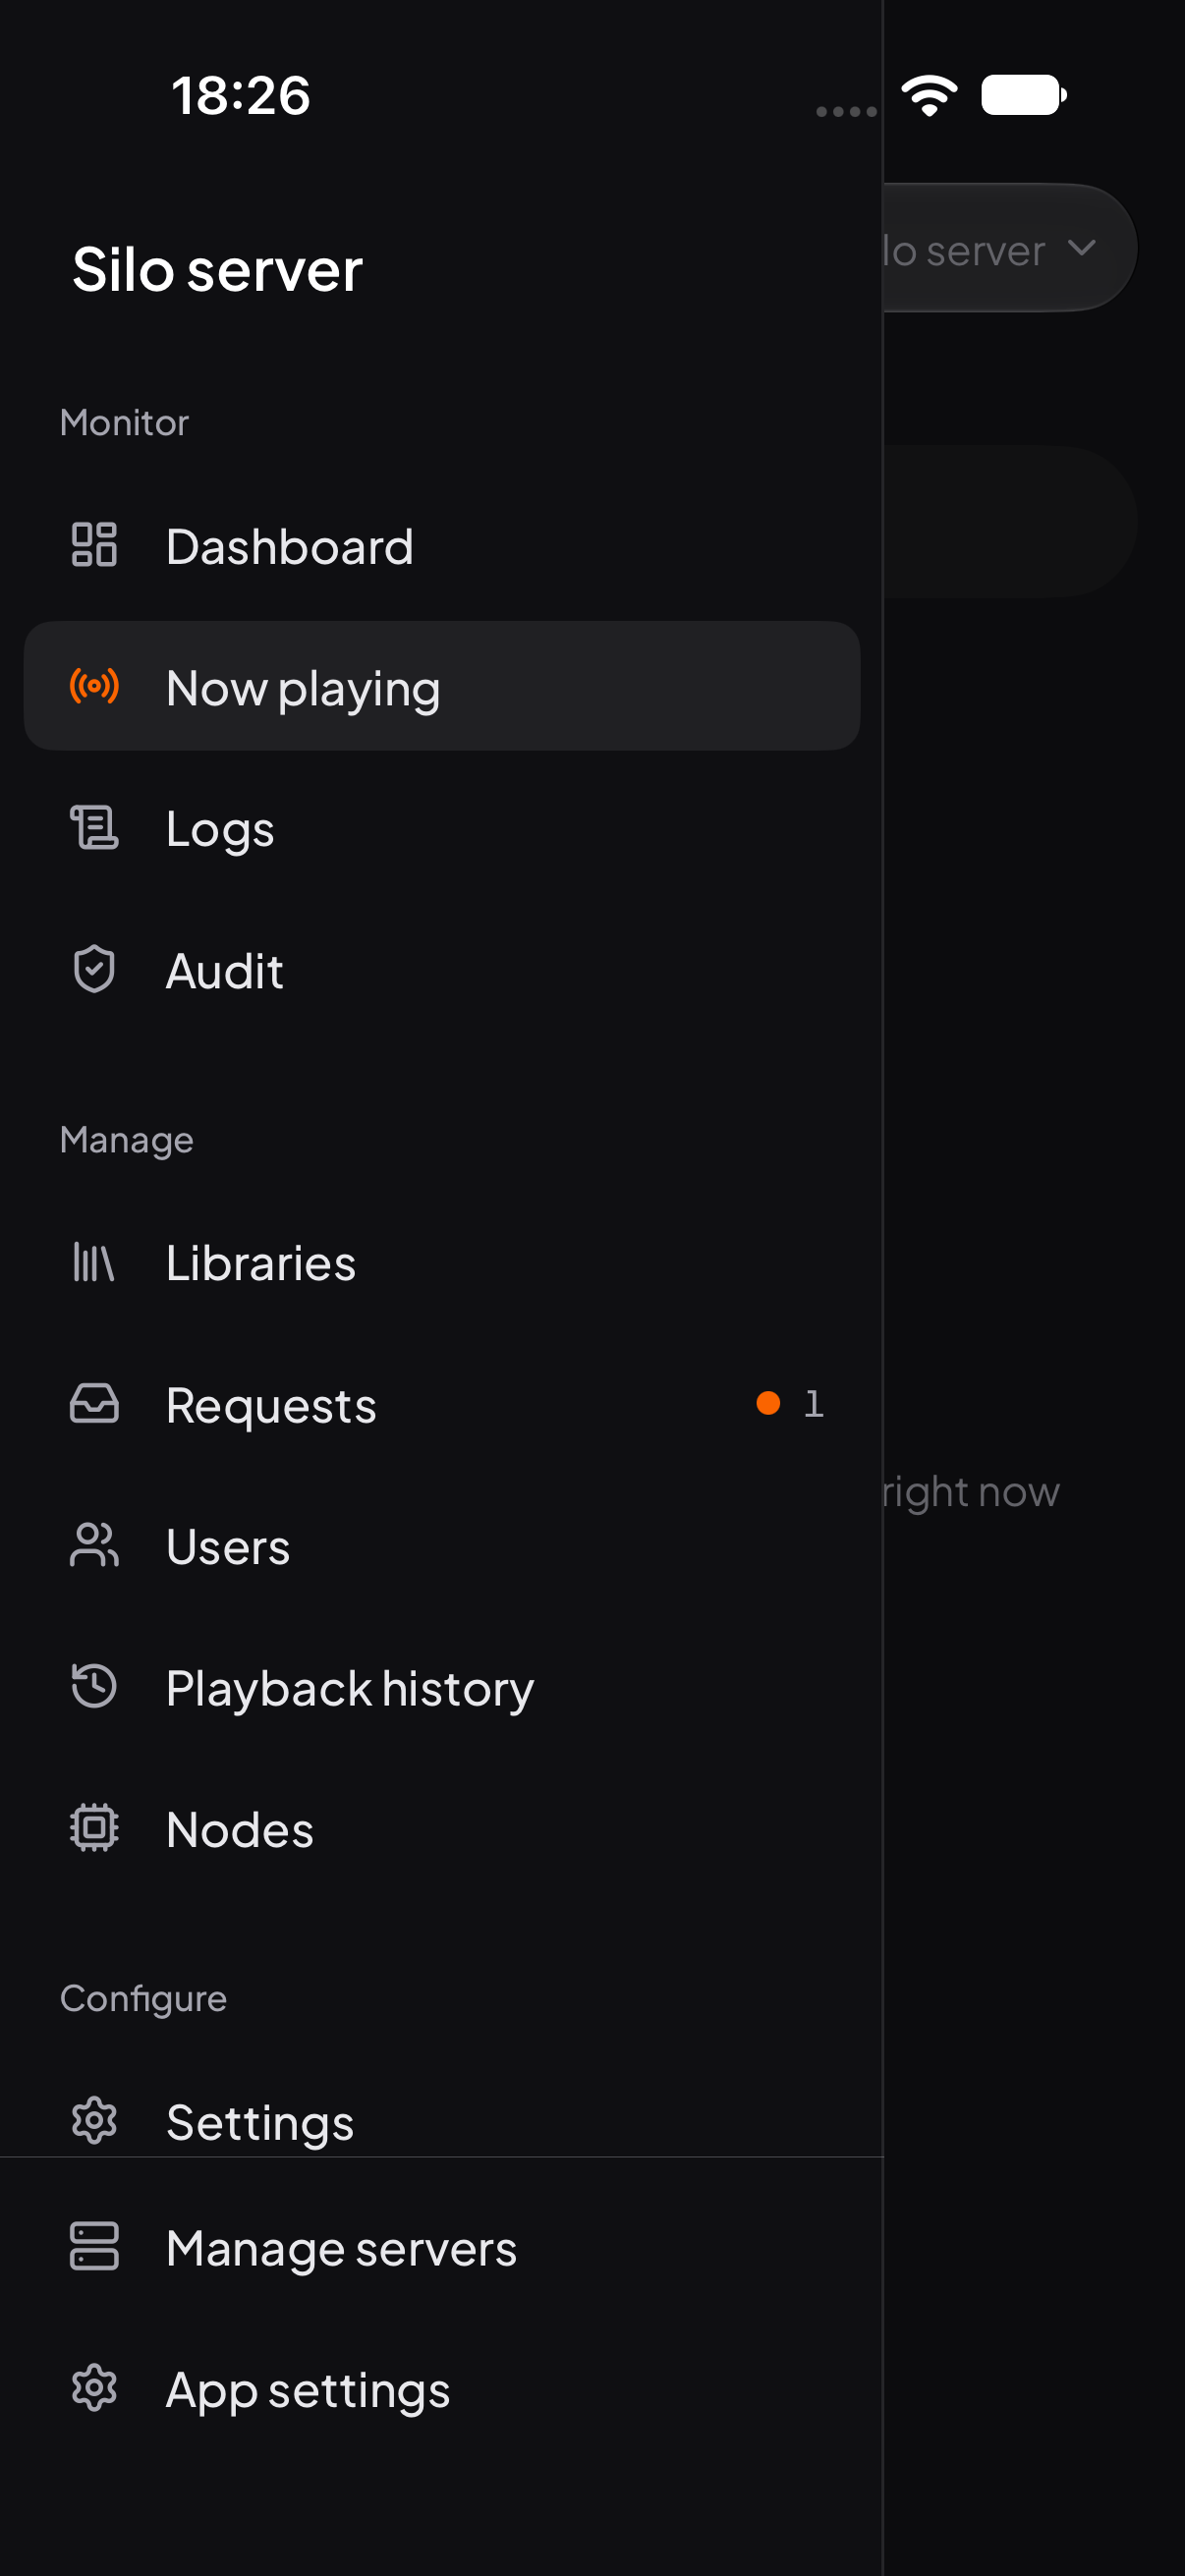 18:26
Silo server
lo server
Monitor
Dashboard
Now playing
Logs
Audit
Manage
Libraries
Requests 1
right now
Users
Playback history
Nodes
Configure
Settings
Manage servers
App settings